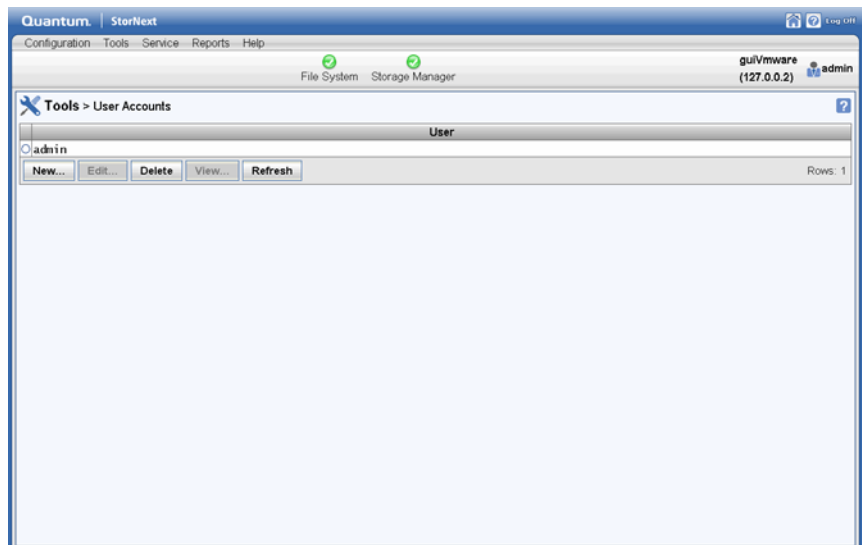 Quantum. StorNext Log Off
Configuration Tools Service Reports Help
File System Storage Manager
guiVmware
(127.0.0.2)
admin
Tools > User Accounts
User
admin
New... Edit... Delete View... Refresh Rows: 1